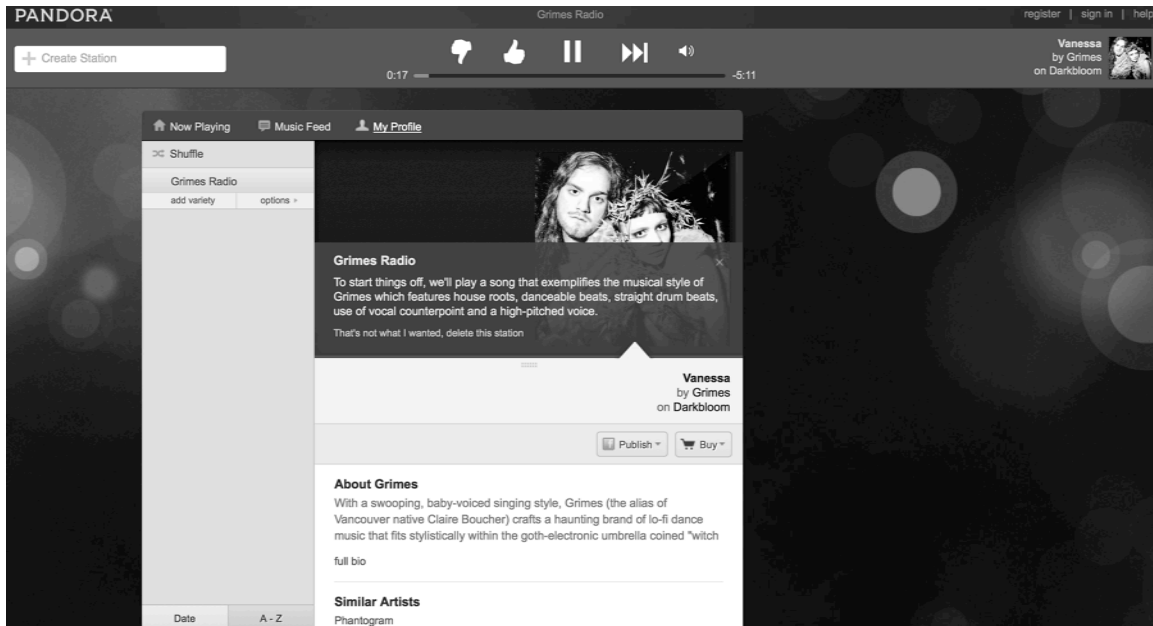 PANDORA
Grimes Radio
register | sign in | help
Create Station
0:17
-5:11
Vanessa
by Grimes
on Darkbloom
Now Playing
Music Feed
My Profile
Shuffle
Grimes Radio
add variety
options
Grimes Radio
To start things off, we'll play a song that exemplifies the musical style of
Grimes which features house roots, danceable beats, straight drum beats,
use of vocal counterpoint and a high-pitched voice.
That's not what I wanted, delete this station
Vanessa
by Grimes
on Darkbloom
Publish
Buy
About Grimes
With a swooping, baby-voiced singing style, Grimes (the alias of
Vancouver native Claire Boucher) crafts a haunting brand of lo-fi dance
music that fits stylistically within the goth-electronic umbrella coined "witch
full bio
Similar Artists
Phantogram
Date
A - Z